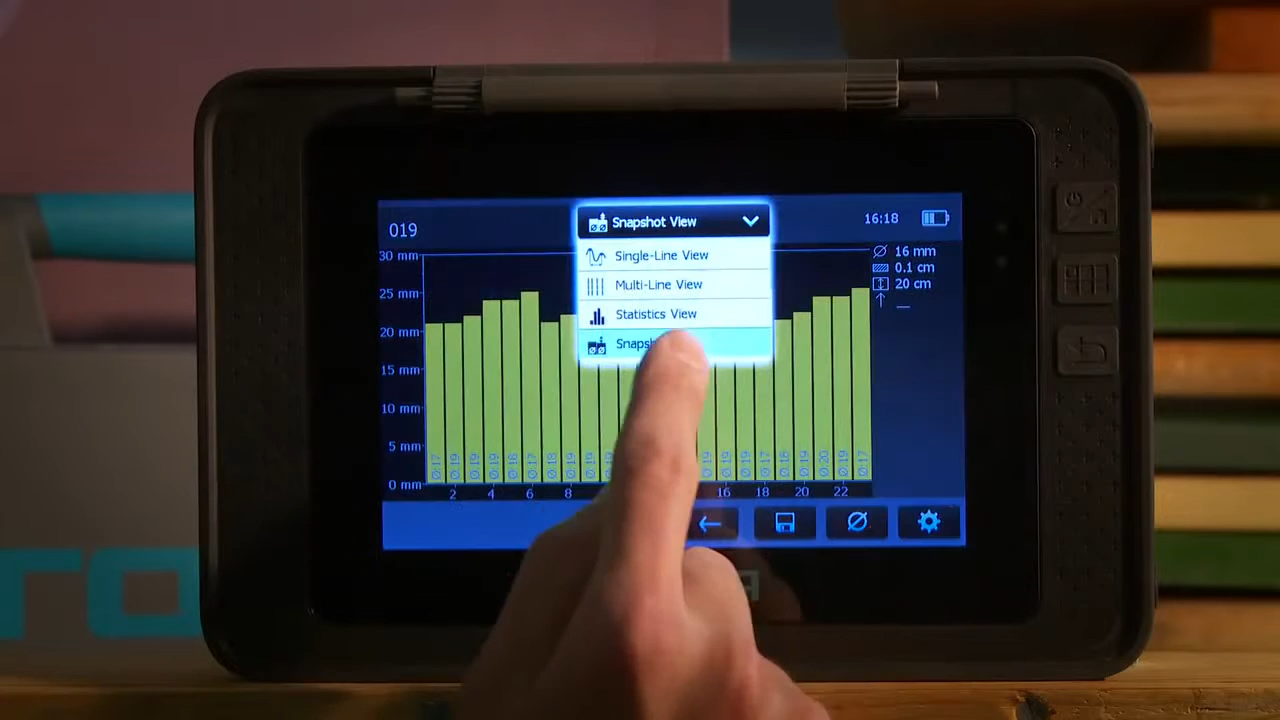 019
Snapshot View
16:18
Single-Line View
Multi-Line View
Statistics View
30 mm
25 mm
20 mm
15 mm
10 mm
5 mm
0 mm
16 mm
0.1 cm
20 cm
2 4 6 8 16 18 20 22
TO